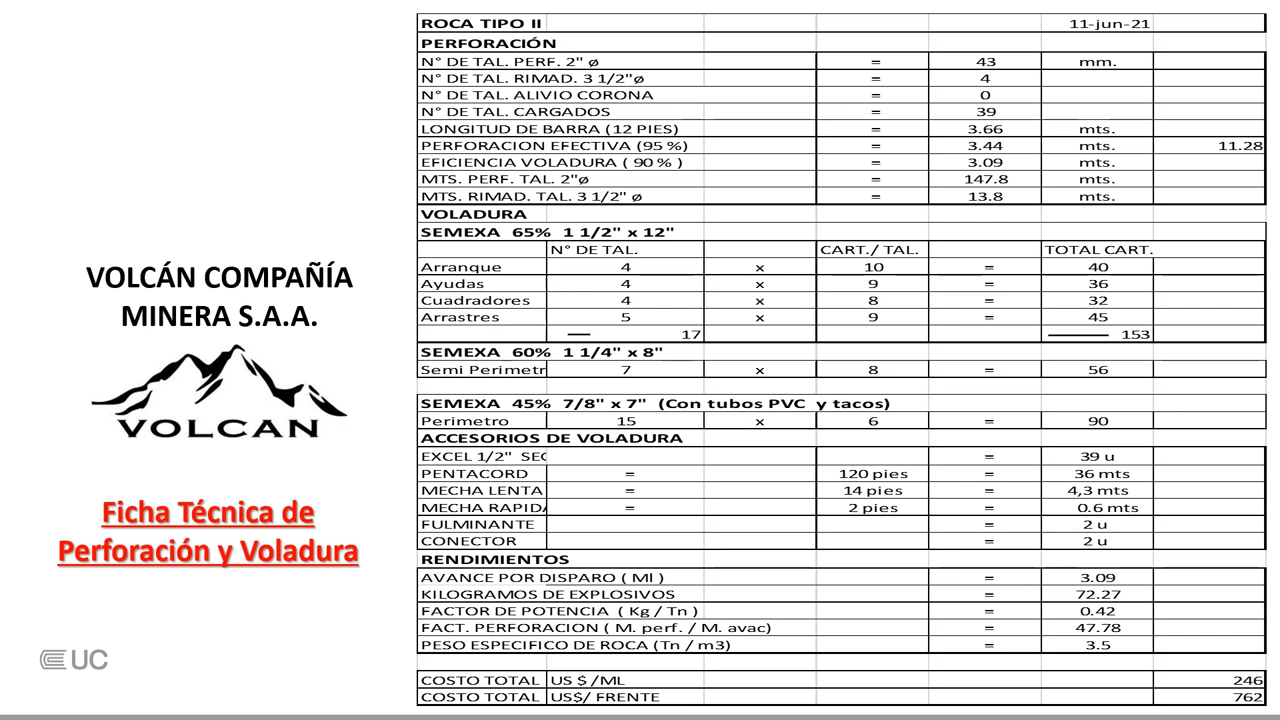 VOLCÁN COMPAÑÍA
MINERA S.A.A.
VOLCAN
Ficha Técnica de
Perforación y Voladura
UC
ROCA TIPO II 11-jun-21
PERFORACIÓN
N° DE TAL. PERF. 2" ø = 43 mm.
N° DE TAL. RIMAD. 3 1/2"ø = 4
N° DE TAL. ALIVIO CORONA = 0
N° DE TAL. CARGADOS = 39
LONGITUD DE BARRA (12 PIES) = 3.66 mts.
PERFORACION EFECTIVA (95 %) = 3.44 mts. 11.28
EFICIENCIA VOLADURA ( 90 % ) = 3.09 mts.
MTS. PERF. TAL. 2"ø = 147.8 mts.
MTS. RIMAD. TAL. 3 1/2" ø = 13.8 mts.
VOLADURA
SEMEXA 65% 1 1/2" x 12"
N° DE TAL. CART./ TAL. TOTAL CART.
Arranque 4 x 10 = 40
Ayudas 4 x 9 = 36
Cuadradores 4 x 8 = 32
Arrastres 5 x 9 = 45
17 153
SEMEXA 60% 1 1/4" x 8"
Semi Perimetr 7 x 8 = 56
SEMEXA 45% 7/8" x 7" (Con tubos PVC y tacos)
Perimetro 15 x 6 = 90
ACCESORIOS DE VOLADURA
EXCEL 1/2" SEC = 39 u
PENTACORD = 120 pies = 36 mts
MECHA LENTA = 14 pies = 4,3 mts
MECHA RAPIDA = 2 pies = 0.6 mts
FULMINANTE = 2 u
CONECTOR = 2 u
RENDIMIENTOS
AVANCE POR DISPARO ( Ml ) = 3.09
KILOGRAMOS DE EXPLOSIVOS = 72.27
FACTOR DE POTENCIA ( Kg / Tn ) = 0.42
FACT. PERFORACION ( M. perf. / M. avac) = 47.78
PESO ESPECIFICO DE ROCA (Tn / m3) = 3.5
COSTO TOTAL US $ /ML 246
COSTO TOTAL US$/ FRENTE 762